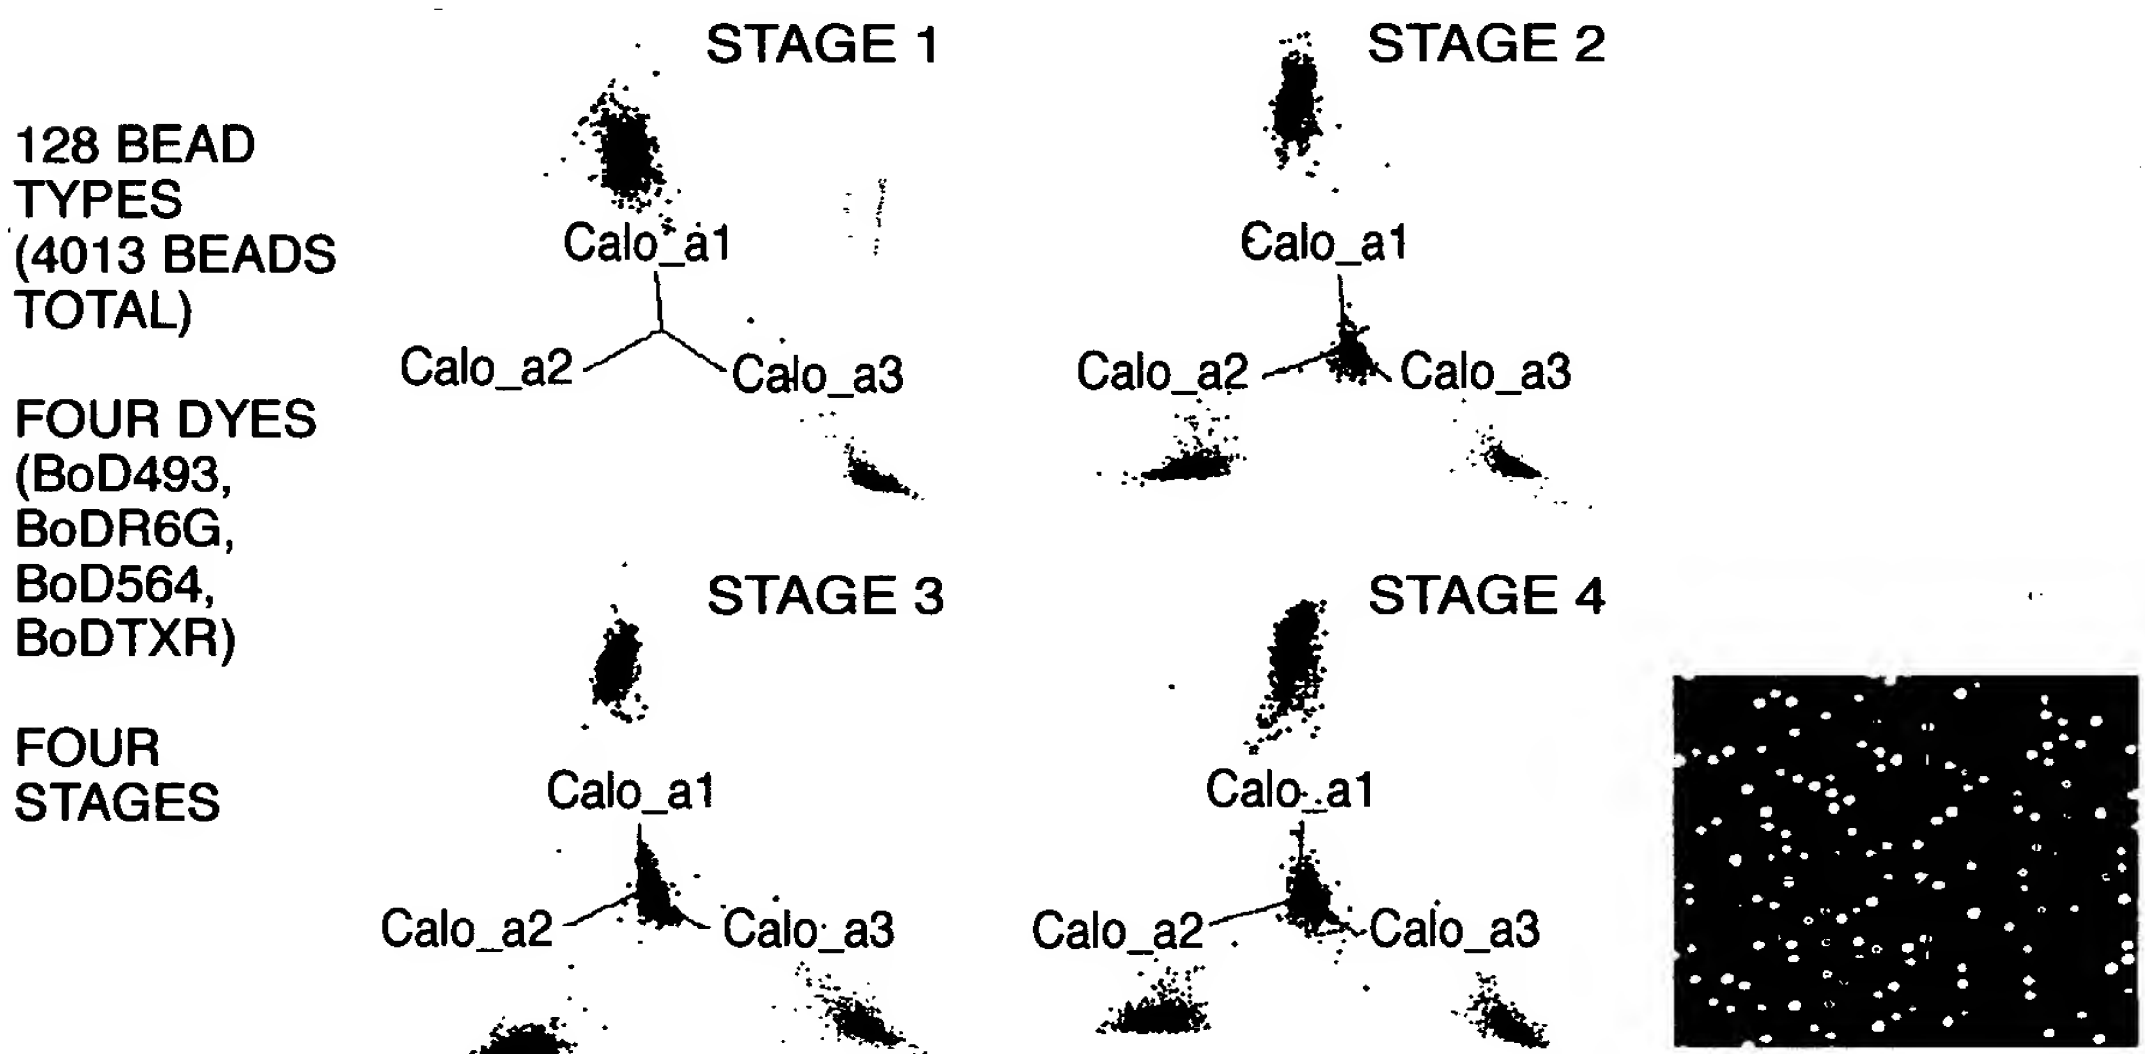 128 BEAD
TYPES
(4013 BEADS
TOTAL)
FOUR DYES
(BoD493,
BoDR6G,
BoD564,
BoDTXR)
FOUR
STAGES
STAGE 1
Calo_a1
Calo_a2
Calo_a3
STAGE 2
Calo_a1
Calo_a2
Calo_a3
STAGE 3
Calo_a1
Calo_a2
Calo_a3
STAGE 4
Calo_a1
Calo_a2
Calo_a3